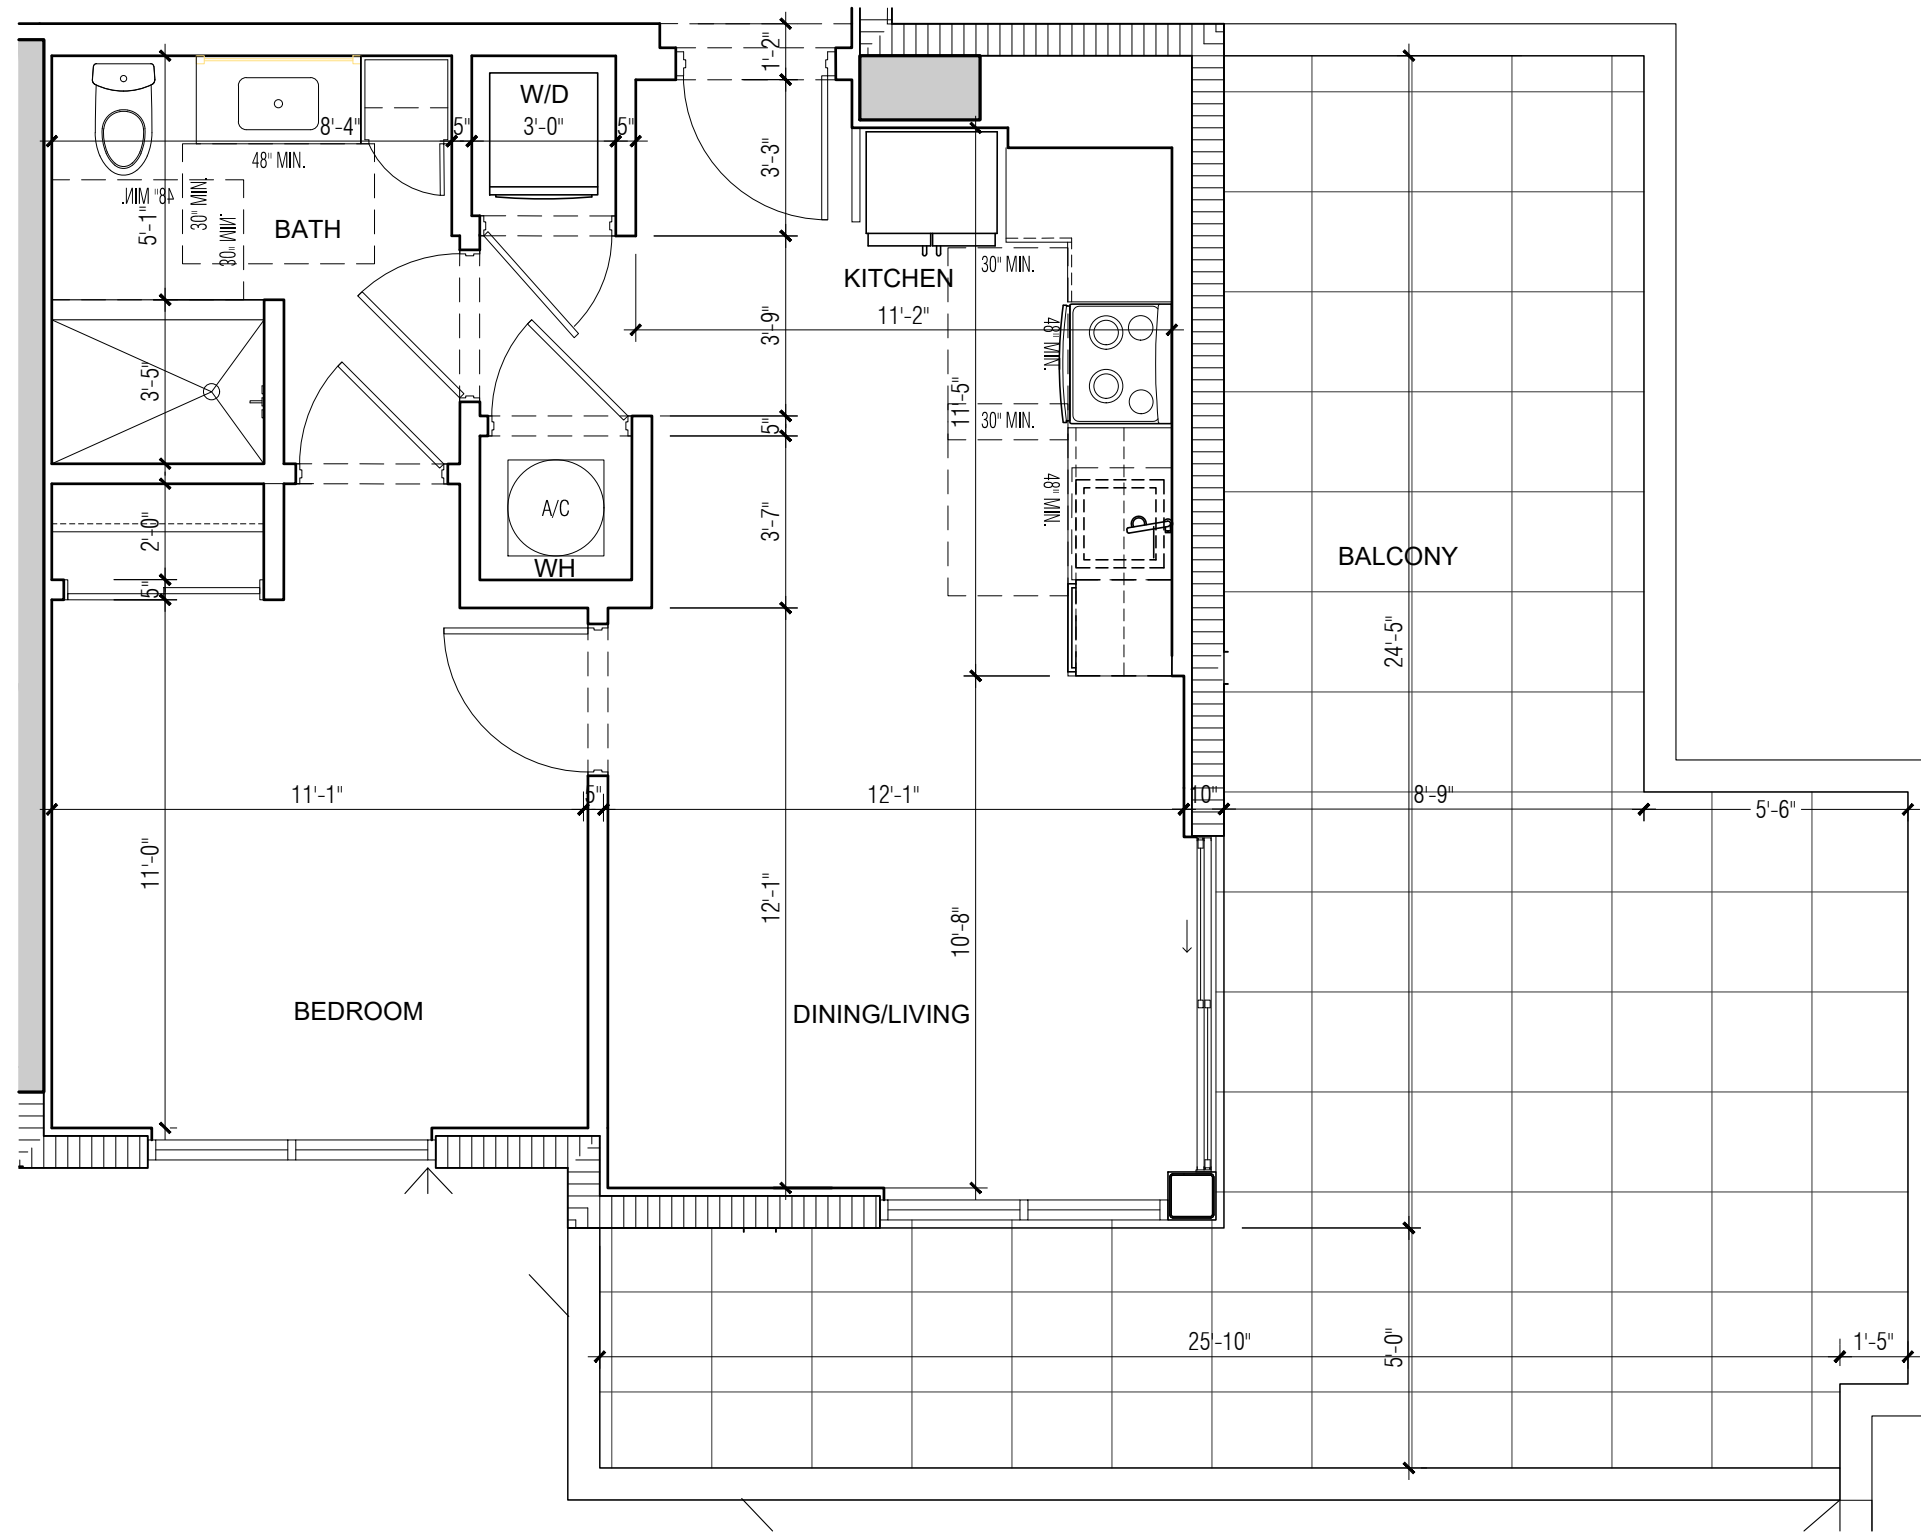 1'-2"
W/D
8'-4"
5"
3'-0"
5"
3'-3"
48" MIN.
48" MIN.
30" MIN.
30" MIN.
5'-1"
BATH
KITCHEN
30" MIN.
11'-2"
3'-9"
48" MIN.
3'-5"
11'-5"
30" MIN.
5"
48" MIN.
A/C
3'-7"
2'-0"
WH
5"
BALCONY
24'-5"
11'-1"
5"
12'-1"
10"
8'-9"
5'-6"
11'-0"
12'-1"
10'-8"
BEDROOM
DINING/LIVING
25'-10"
5'-0"
1'-5"